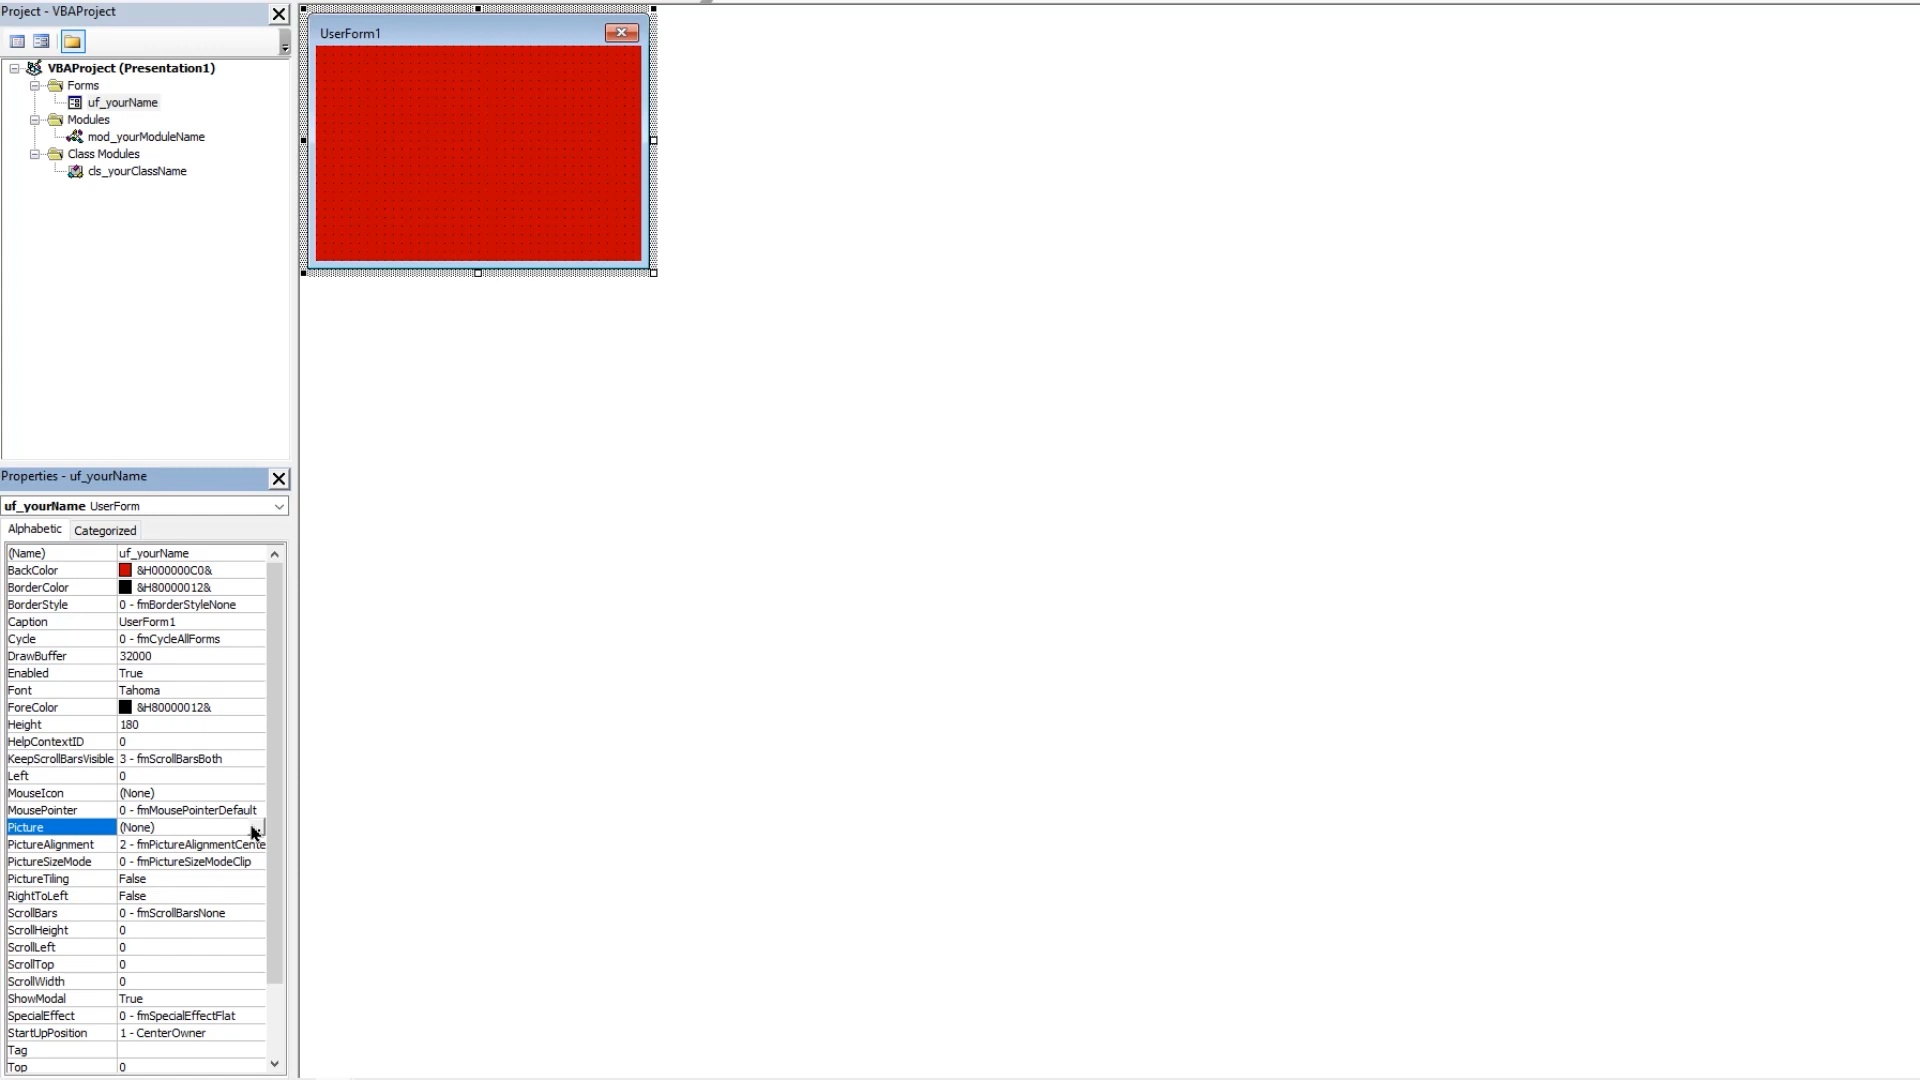 Project - VBAProject
VBAProject (Presentation1)
Forms
uf_yourName
Modules
mod_yourModuleName
Class Modules
cls_yourClassName
UserForm1
Properties - uf_yourName
uf_yourName UserForm
Alphabetic Categorized
(Name) uf_yourName
BackColor &H000000C0&
BorderColor &H80000012&
BorderStyle 0 - fmBorderStyleNone
Caption UserForm1
Cycle 0 - fmCycleAllForms
DrawBuffer 32000
Enabled True
Font Tahoma
ForeColor &H80000012&
Height 180
HelpContextID 0
KeepScrollBarsVisible 3 - fmScrollBarsBoth
Left 0
MouseIcon (None)
MousePointer 0 - fmMousePointerDefault
Picture (None)
PictureAlignment 2 - fmPictureAlignmentCente
PictureSizeMode 0 - fmPictureSizeModeClip
PictureTiling False
RightToLeft False
ScrollBars 0 - fmScrollBarsNone
ScrollHeight 0
ScrollLeft 0
ScrollTop 0
ScrollWidth 0
ShowModal True
SpecialEffect 0 - fmSpecialEffectFlat
StartUpPosition 1 - CenterOwner
Tag
Top 0